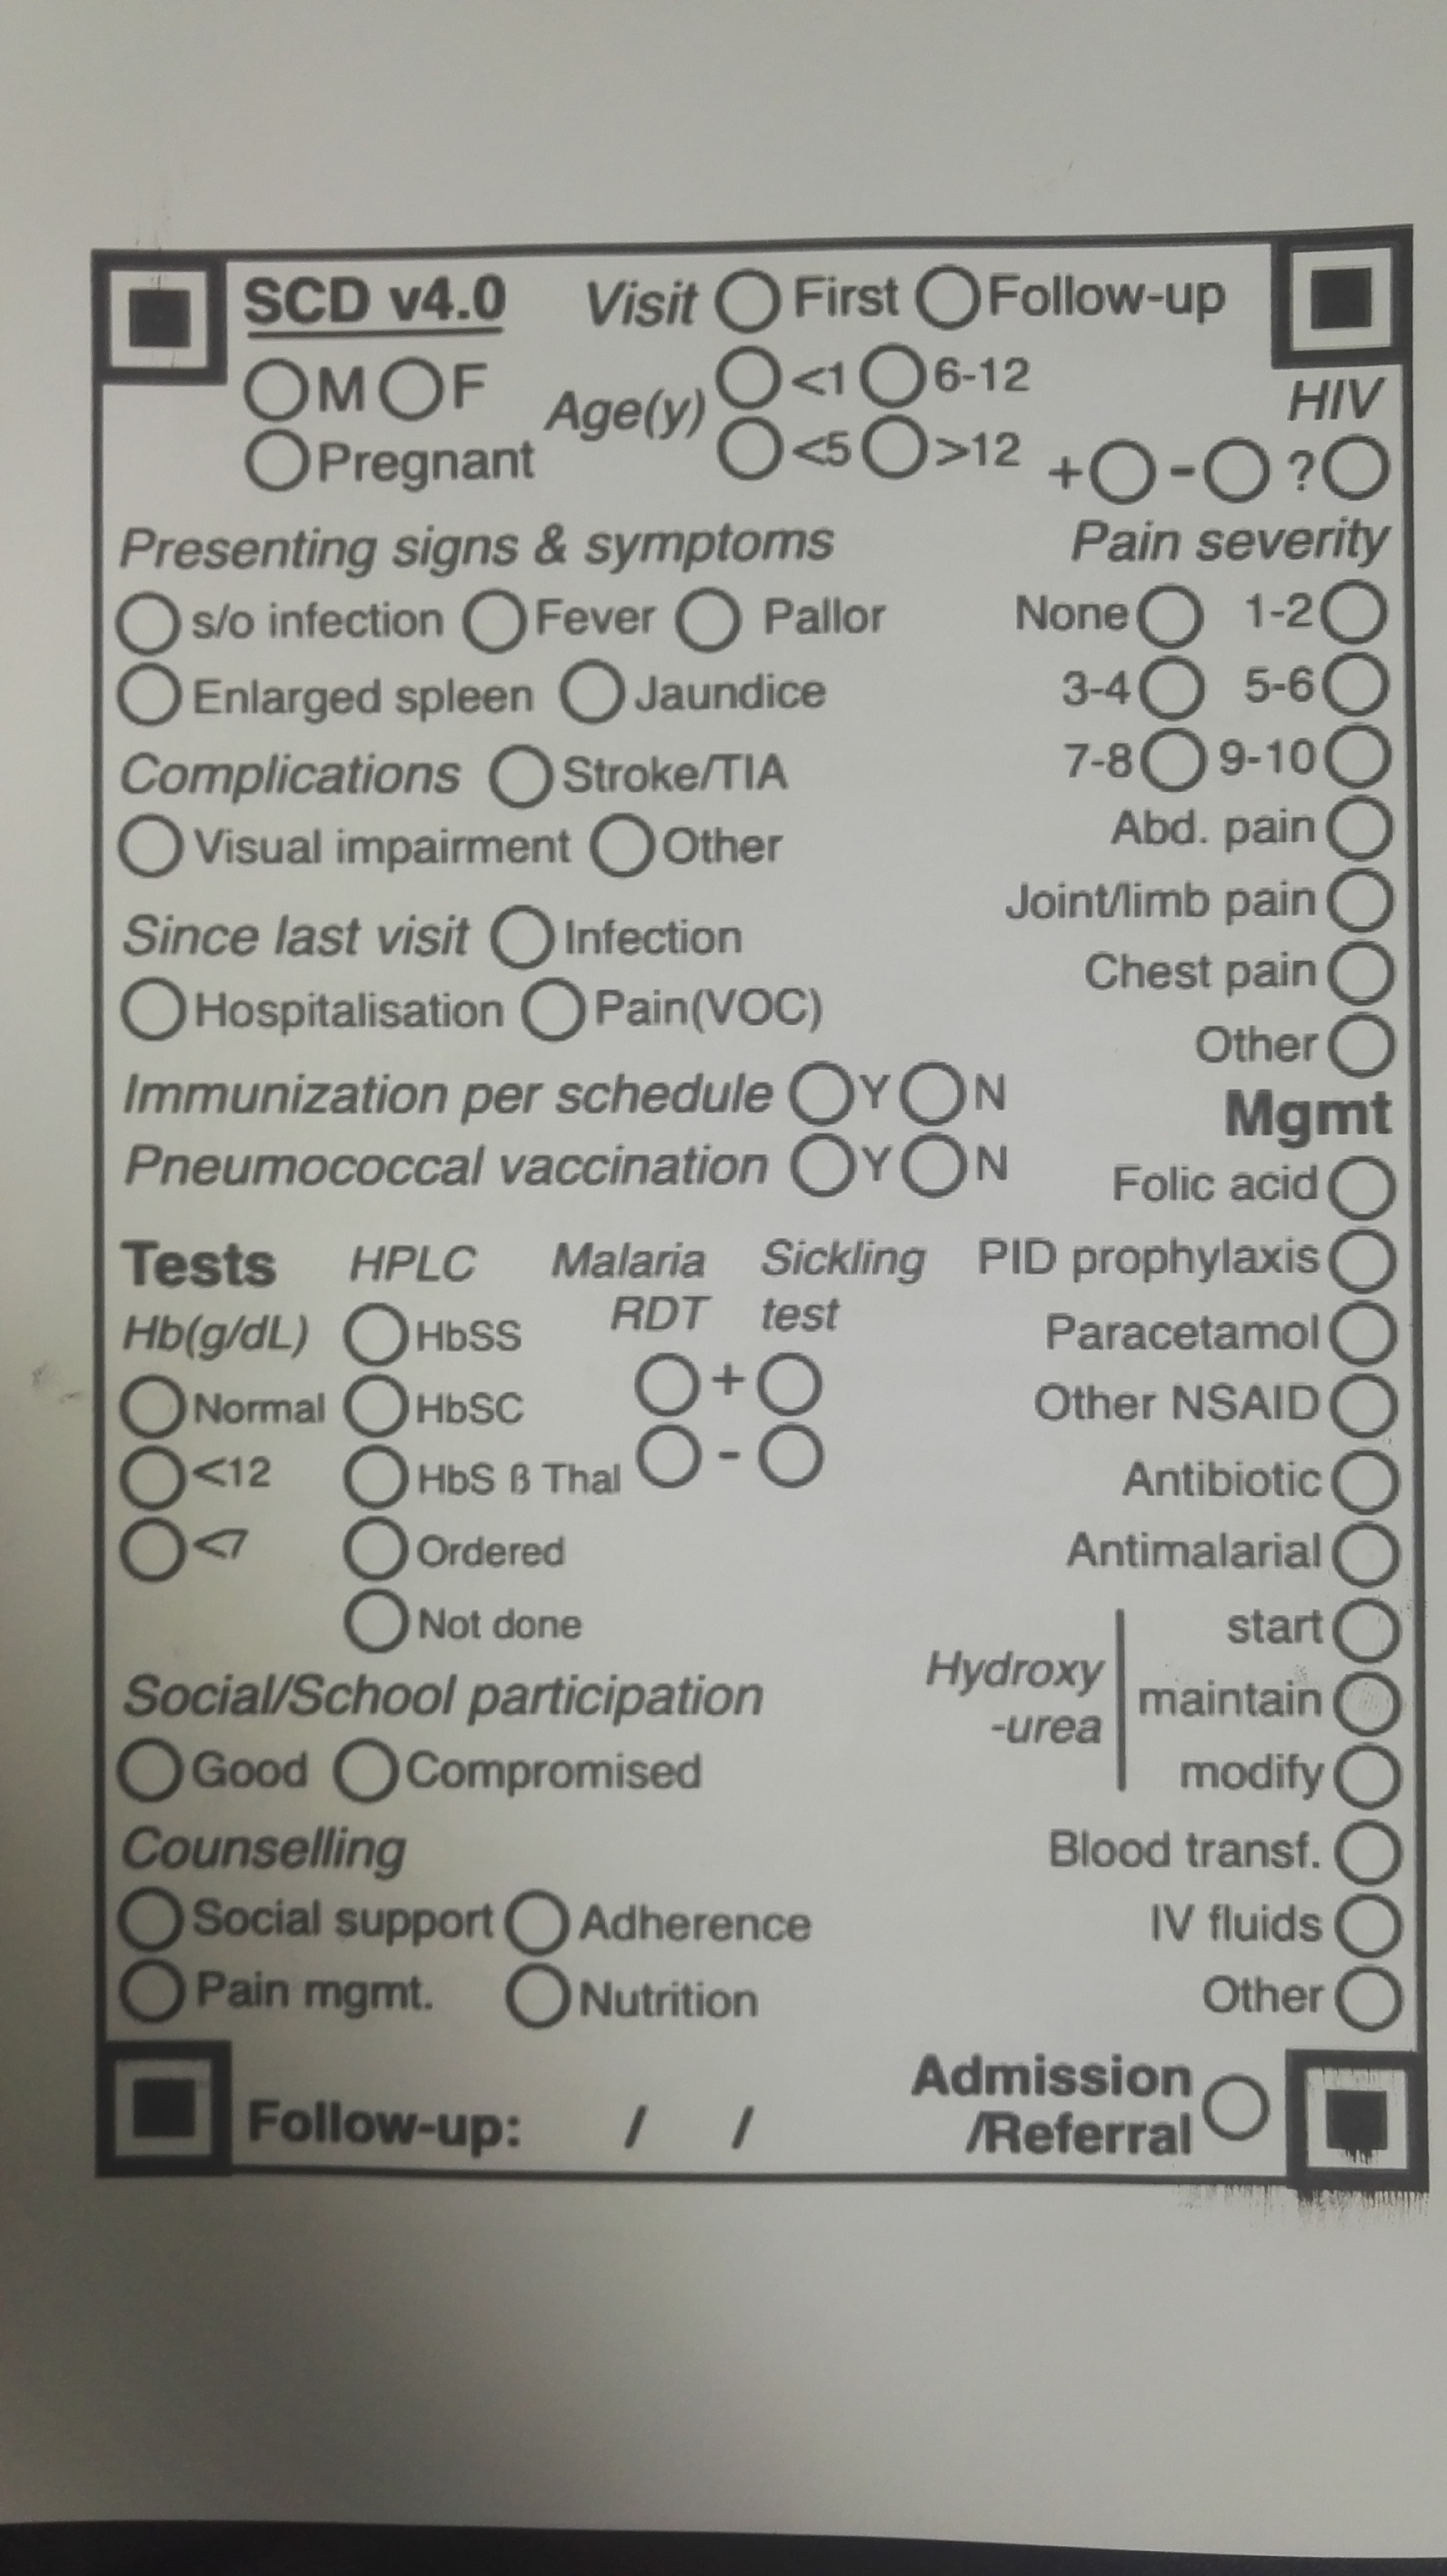 SCD v4.0 Visit First Follow-up
M F Age(y) <1 6-12 HIV
Pregnant <5 >12 + - ?
Presenting signs & symptoms Pain severity
s/o infection Fever Pallor None 1-2
Enlarged spleen Jaundice 3-4 5-6
Complications Stroke/TIA 7-8 9-10
Visual impairment Other Abd. pain
Since last visit Infection Joint/limb pain
Hospitalisation Pain(VOC) Chest pain
Other
Immunization per schedule Y N Mgmt
Pneumococcal vaccination Y N Folic acid
Tests HPLC Malaria Sickling PID prophylaxis
Hb(g/dL) HbSS RDT test Paracetamol
Normal HbSC + Other NSAID
<12 HbS ß Thal - Antibiotic
<7 Ordered Antimalarial
Not done start
Social/School participation Hydroxy maintain
-urea
Good Compromised modify
Counselling Blood transf.
Social support Adherence IV fluids
Pain mgmt. Nutrition Other
Follow-up: / / Admission
/Referral